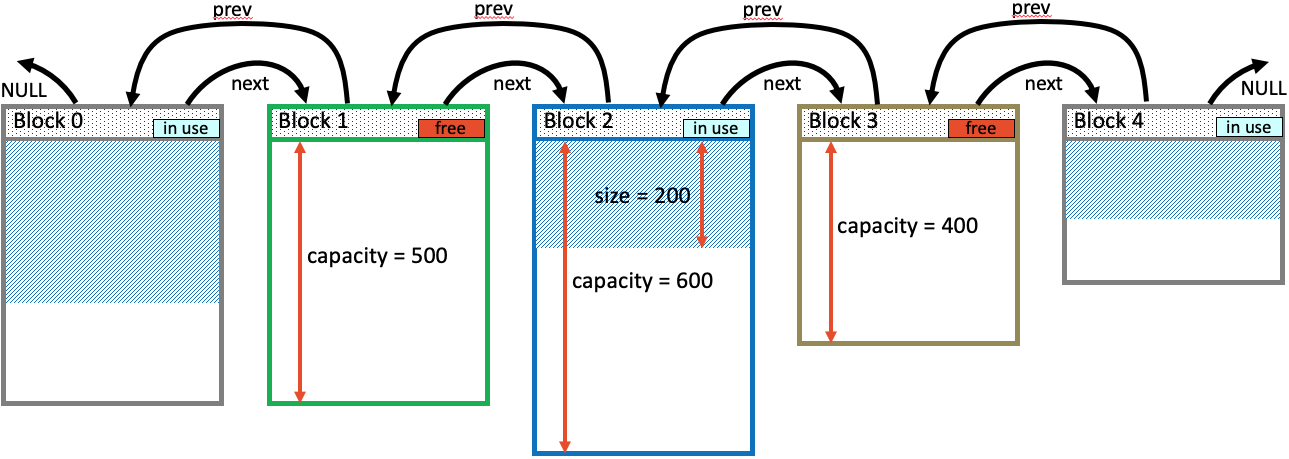 prev
prev
prev
prev
NULL
next
next
next
next
NULL
Block 0
in use
Block 1
free
Block 2
in use
Block 3
free
Block 4
in use
size = 200
capacity = 500
capacity = 600
capacity = 400